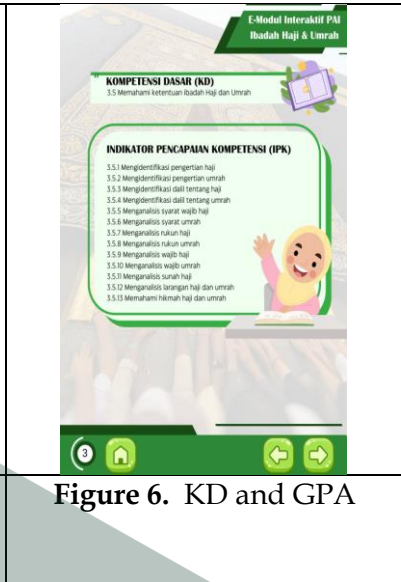 E-Modul Interaktif PAI
Ibadah Haji & Umrah
KOMPETENSI DASAR (KD)
3.5 Memahami ketentuan ibadah Haji dan Umrah
INDIKATOR PENCAPAIAN KOMPETENSI (IPK)
3.5.1 Mengidentifikasi pengertian haji
3.5.2 Mengidentifikasi pengertian umrah
3.5.3 Mengidentifikasi dalil tentang haji
3.5.4 Mengidentifikasi dalil tentang umrah
3.5.5 Menganalisis syarat wajib haji
3.5.6 Menganalisis syarat umrah
3.5.7 Menganalisis rukun haji
3.5.8 Menganalisis rukun umrah
3.5.9 Menganalisis wajib haji
3.5.10 Menganalisis wajib umrah
3.5.11 Menganalisis sunah haji
3.5.12 Menganalisis larangan haji dan umrah
3.5.13 Memahami hikmah haji dan umrah
3
Figure 6. KD and GPA